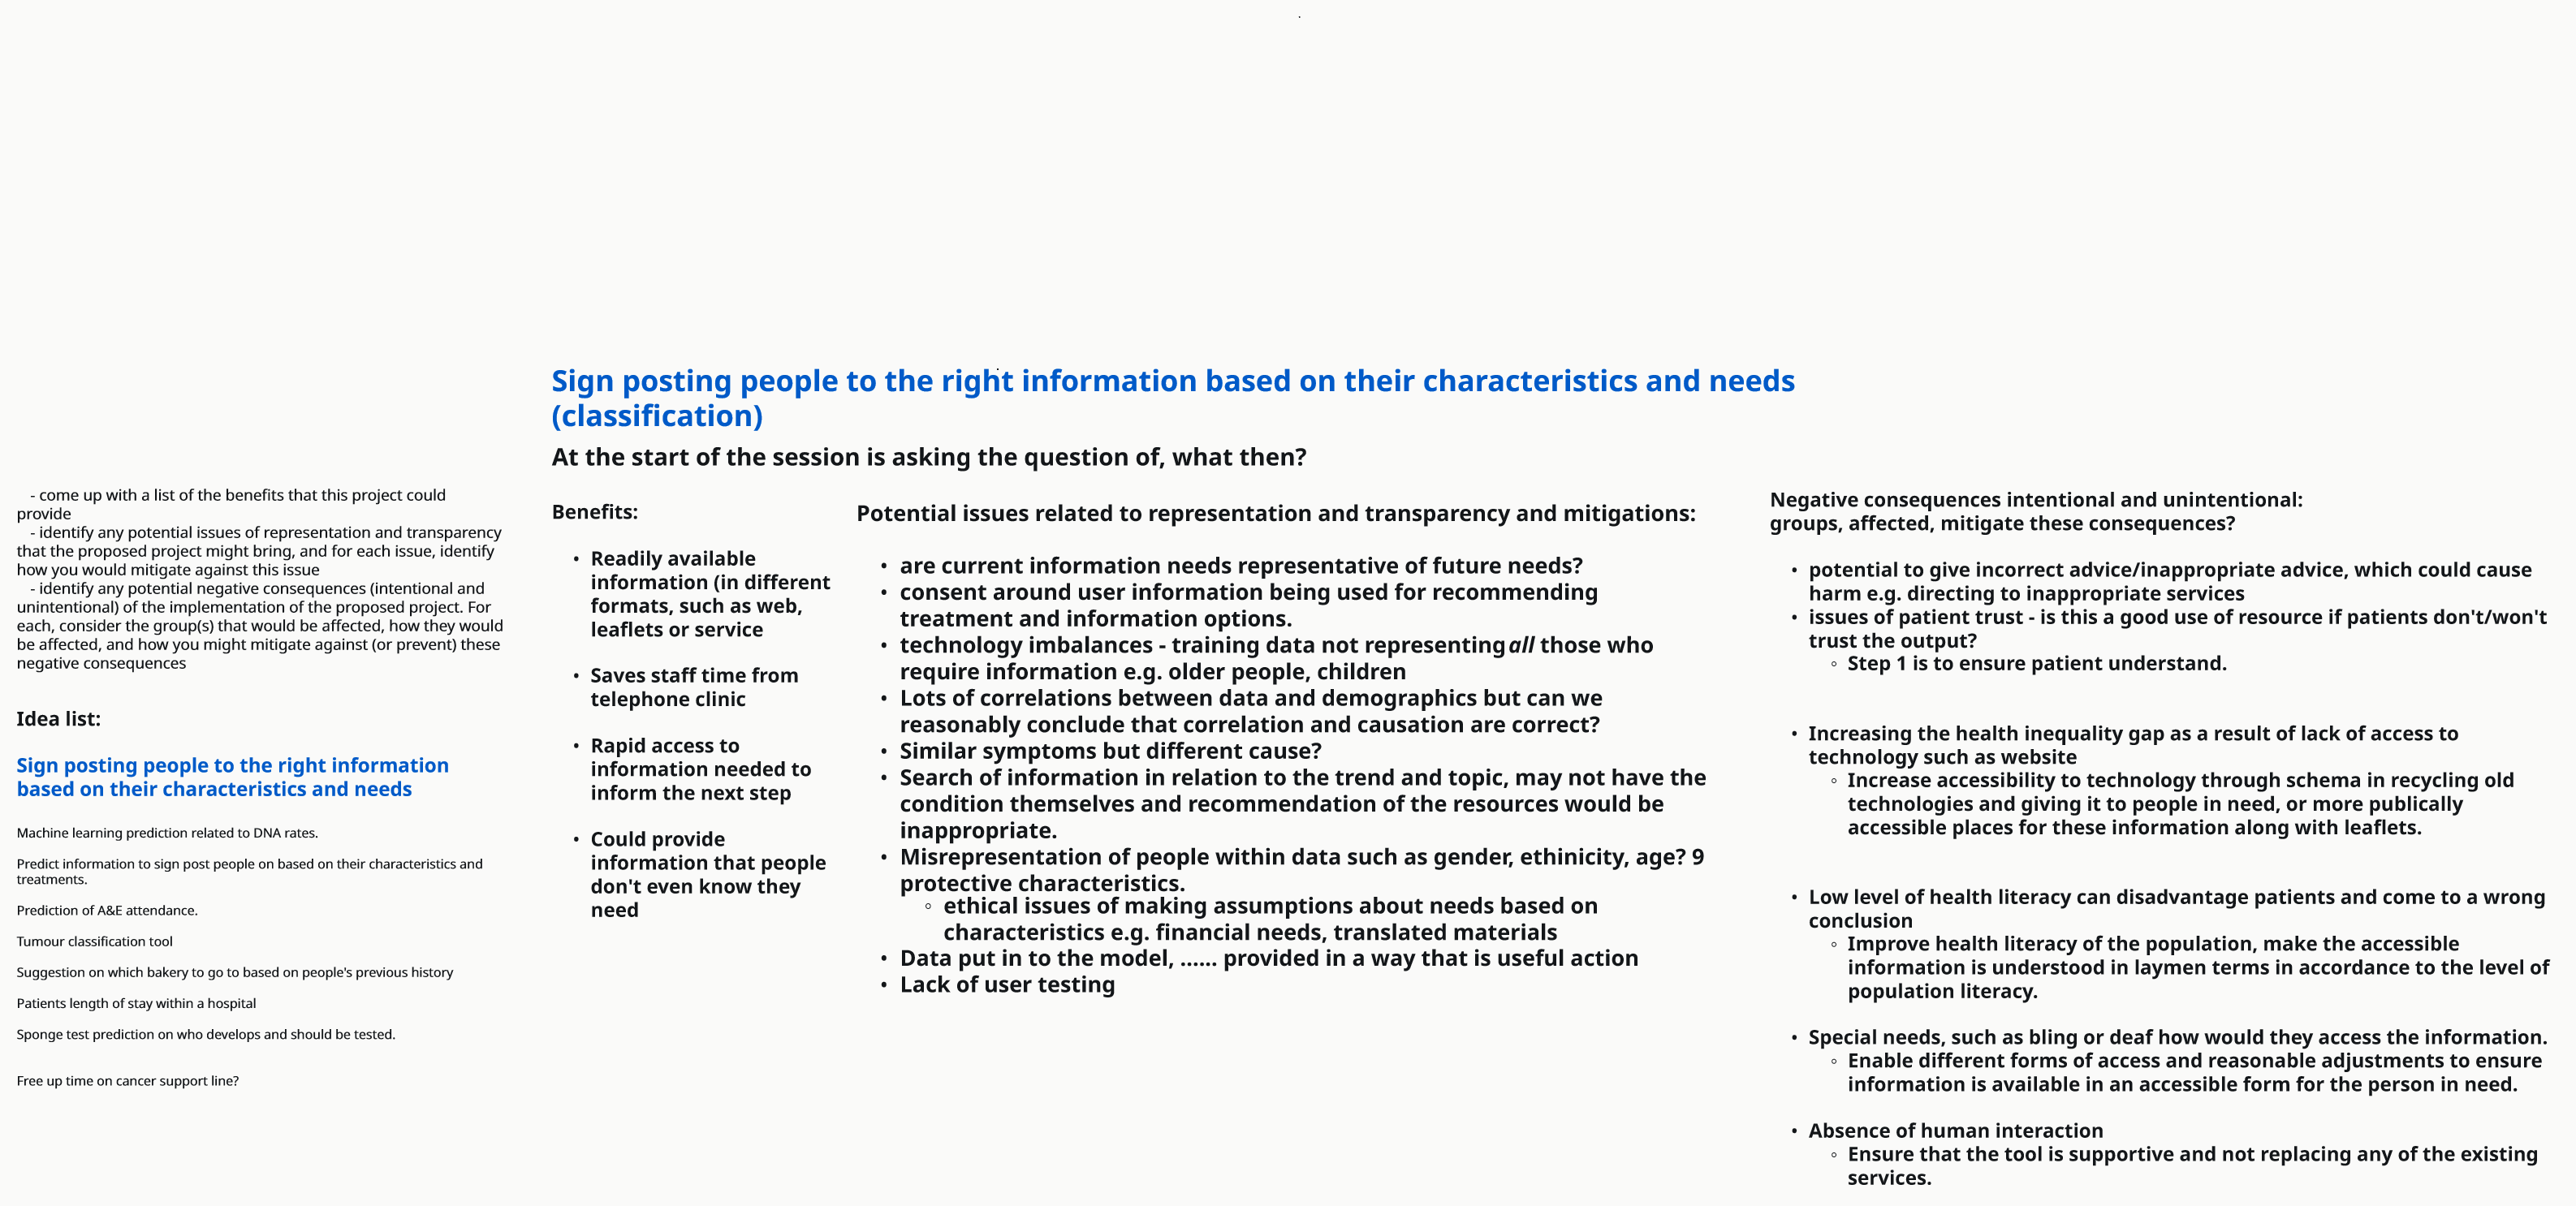 Sign posting people to the right information based on their characteristics and needs
(classification)
At the start of the session is asking the question of, what then?
- come up with a list of the benefits that this project could
provide
- identify any potential issues of representation and transparency
that the proposed project might bring, and for each issue, identify
how you would mitigate against this issue
- identify any potential negative consequences (intentional and
unintentional) of the implementation of the proposed project. For
each, consider the group(s) that would be affected, how they would
be affected, and how you might mitigate against (or prevent) these
negative consequences
Idea list:
Sign posting people to the right information
based on their characteristics and needs
Machine learning prediction related to DNA rates.
Predict information to sign post people on based on their characteristics and
treatments.
Prediction of A&E attendance.
Tumour classification tool
Suggestion on which bakery to go to based on people's previous history
Patients length of stay within a hospital
Sponge test prediction on who develops and should be tested.
Free up time on cancer support line?
Benefits:
• Readily available
information (in different
formats, such as web,
leaflets or service
• Saves staff time from
telephone clinic
• Rapid access to
information needed to
inform the next step
• Could provide
information that people
don't even know they
need
Potential issues related to representation and transparency and mitigations:
• are current information needs representative of future needs?
• consent around user information being used for recommending
treatment and information options.
• technology imbalances - training data not representing all those who
require information e.g. older people, children
• Lots of correlations between data and demographics but can we
reasonably conclude that correlation and causation are correct?
• Similar symptoms but different cause?
• Search of information in relation to the trend and topic, may not have the
condition themselves and recommendation of the resources would be
inappropriate.
• Misrepresentation of people within data such as gender, ethinicity, age? 9
protective characteristics.
◦ ethical issues of making assumptions about needs based on
characteristics e.g. financial needs, translated materials
• Data put in to the model, ...... provided in a way that is useful action
• Lack of user testing
Negative consequences intentional and unintentional:
groups, affected, mitigate these consequences?
• potential to give incorrect advice/inappropriate advice, which could cause
harm e.g. directing to inappropriate services
• issues of patient trust - is this a good use of resource if patients don't/won't
trust the output?
◦ Step 1 is to ensure patient understand.
• Increasing the health inequality gap as a result of lack of access to
technology such as website
◦ Increase accessibility to technology through schema in recycling old
technologies and giving it to people in need, or more publically
accessible places for these information along with leaflets.
• Low level of health literacy can disadvantage patients and come to a wrong
conclusion
◦ Improve health literacy of the population, make the accessible
information is understood in laymen terms in accordance to the level of
population literacy.
• Special needs, such as bling or deaf how would they access the information.
◦ Enable different forms of access and reasonable adjustments to ensure
information is available in an accessible form for the person in need.
• Absence of human interaction
◦ Ensure that the tool is supportive and not replacing any of the existing
services.